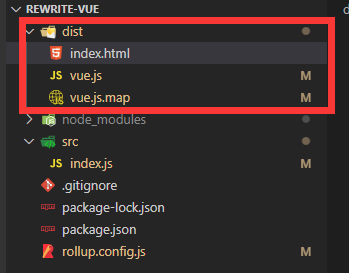 REWRITE-VUE
dist
index.html
JS vue.js M
vue.js.map M
node_modules
src
JS index.js M
.gitignore
package-lock.json
package.json
rollup.config.js M